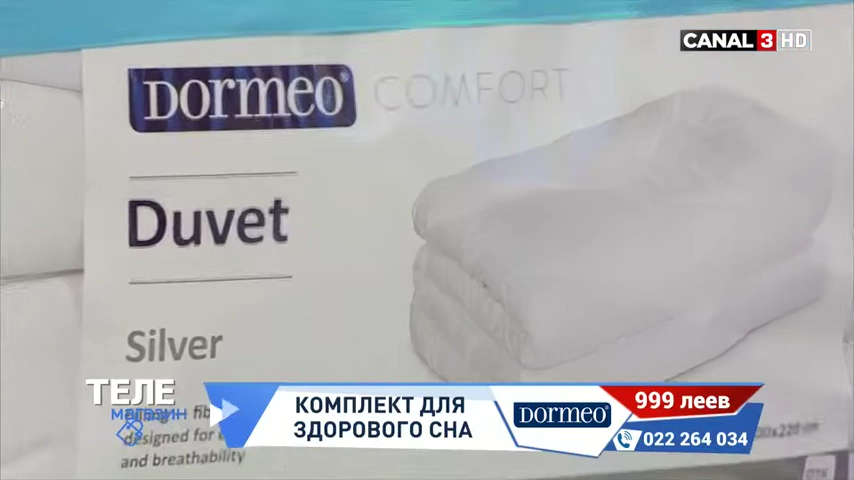 CANAL 3 HD
DORMEO® COMFORT
Duvet
Silver
designed for
and breathability
ТЕЛЕ
МАГАЗИН
КОМПЛЕКТ ДЛЯ
ЗДОРОВОГО СНА
DORMEO®
999 леев
022 264 034